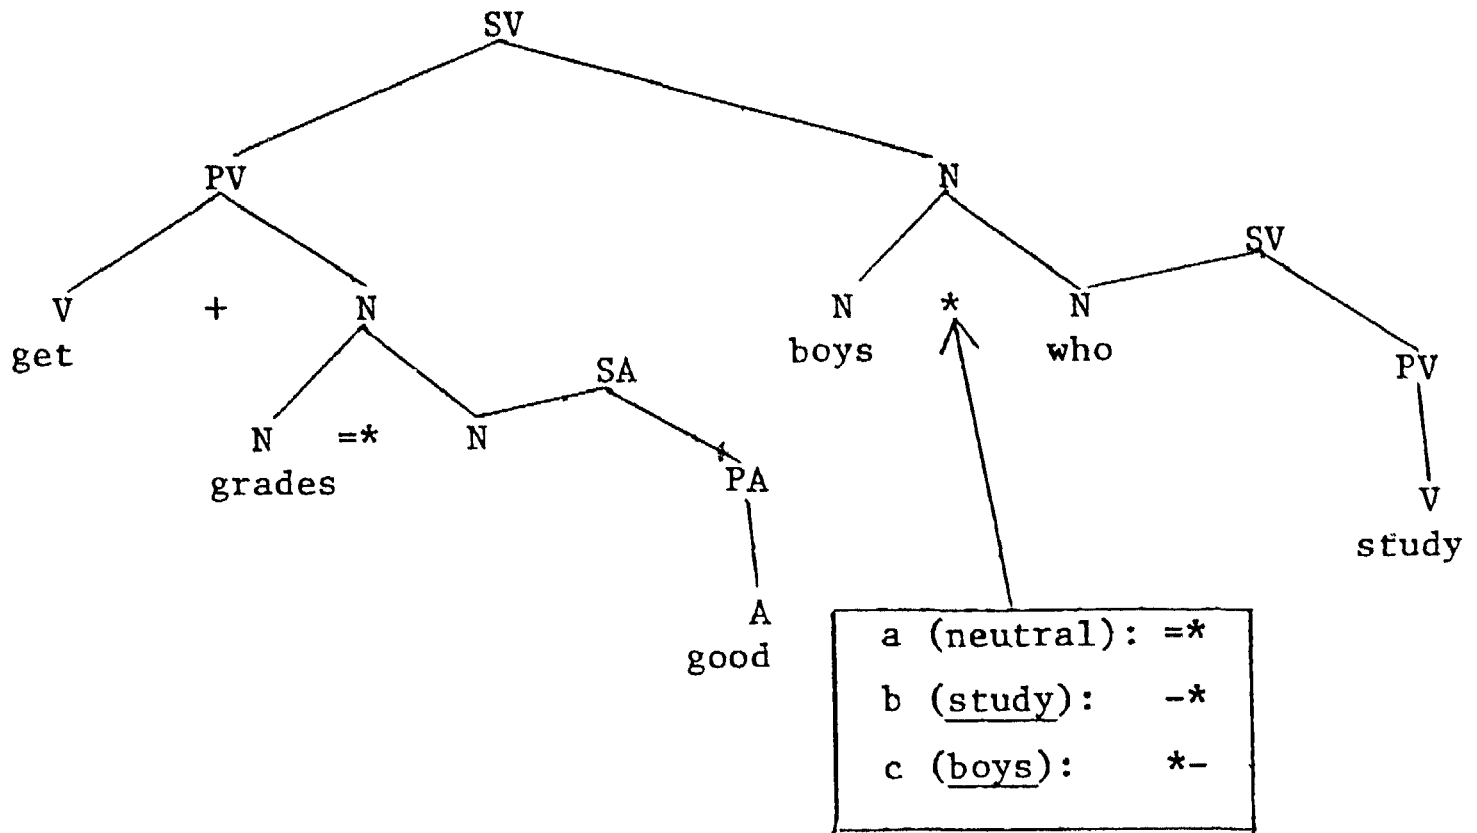 SV
PV N
SV
V + N N * N
get boys who
SA PV
N =* N
grades PA
V
study
A
good
a (neutral): =*
b (study): -*
c (boys): *-